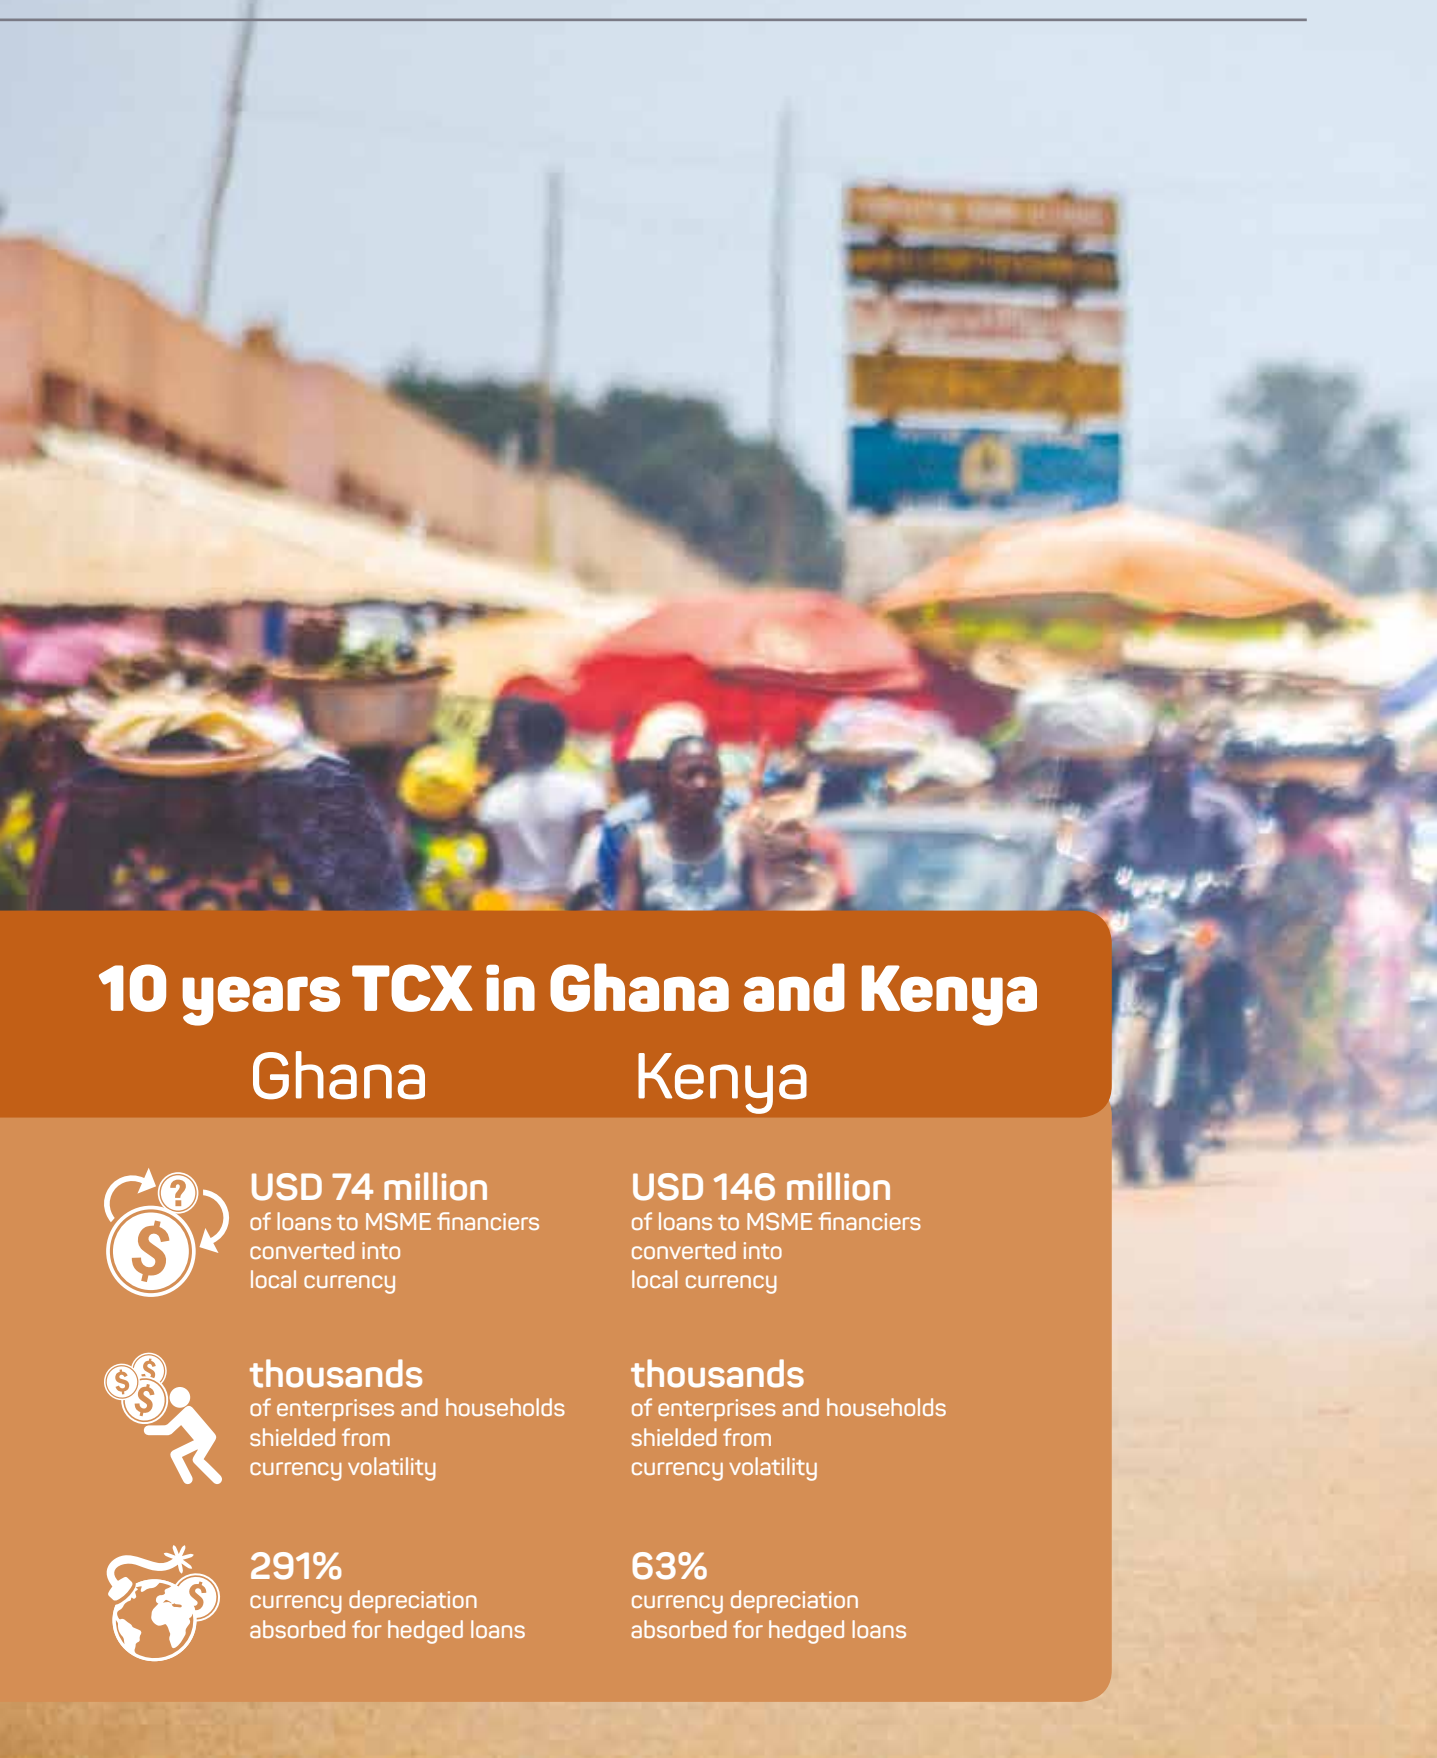 10 years TCX in Ghana and Kenya
Ghana
Kenya
USD 74 million
of loans to MSME financiers
converted into
local currency
USD 146 million
of loans to MSME financiers
converted into
local currency
thousands
of enterprises and households
shielded from
currency volatility
thousands
of enterprises and households
shielded from
currency volatility
291%
currency depreciation
absorbed for hedged loans
63%
currency depreciation
absorbed for hedged loans